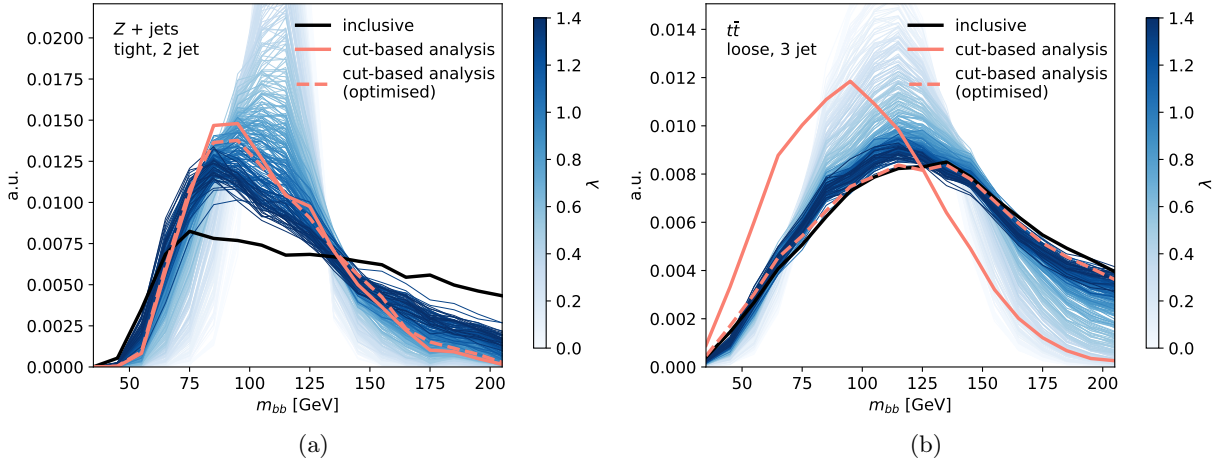 Z + jets
tight, 2 jet
inclusive
cut-based analysis
cut-based analysis
(optimised)
0.0200
0.0175
0.0150
0.0125
0.0100
0.0075
0.0050
0.0025
0.0000
a.u.
50 75 100 125 150 175 200
m_{bb} [GeV]
1.4
1.2
1.0
0.8
0.6
0.4
0.2
0.0
λ
(a)
tt̄
loose, 3 jet
inclusive
cut-based analysis
cut-based analysis
(optimised)
0.014
0.012
0.010
0.008
0.006
0.004
0.002
0.000
a.u.
50 75 100 125 150 175 200
m_{bb} [GeV]
1.4
1.2
1.0
0.8
0.6
0.4
0.2
0.0
λ
(b)